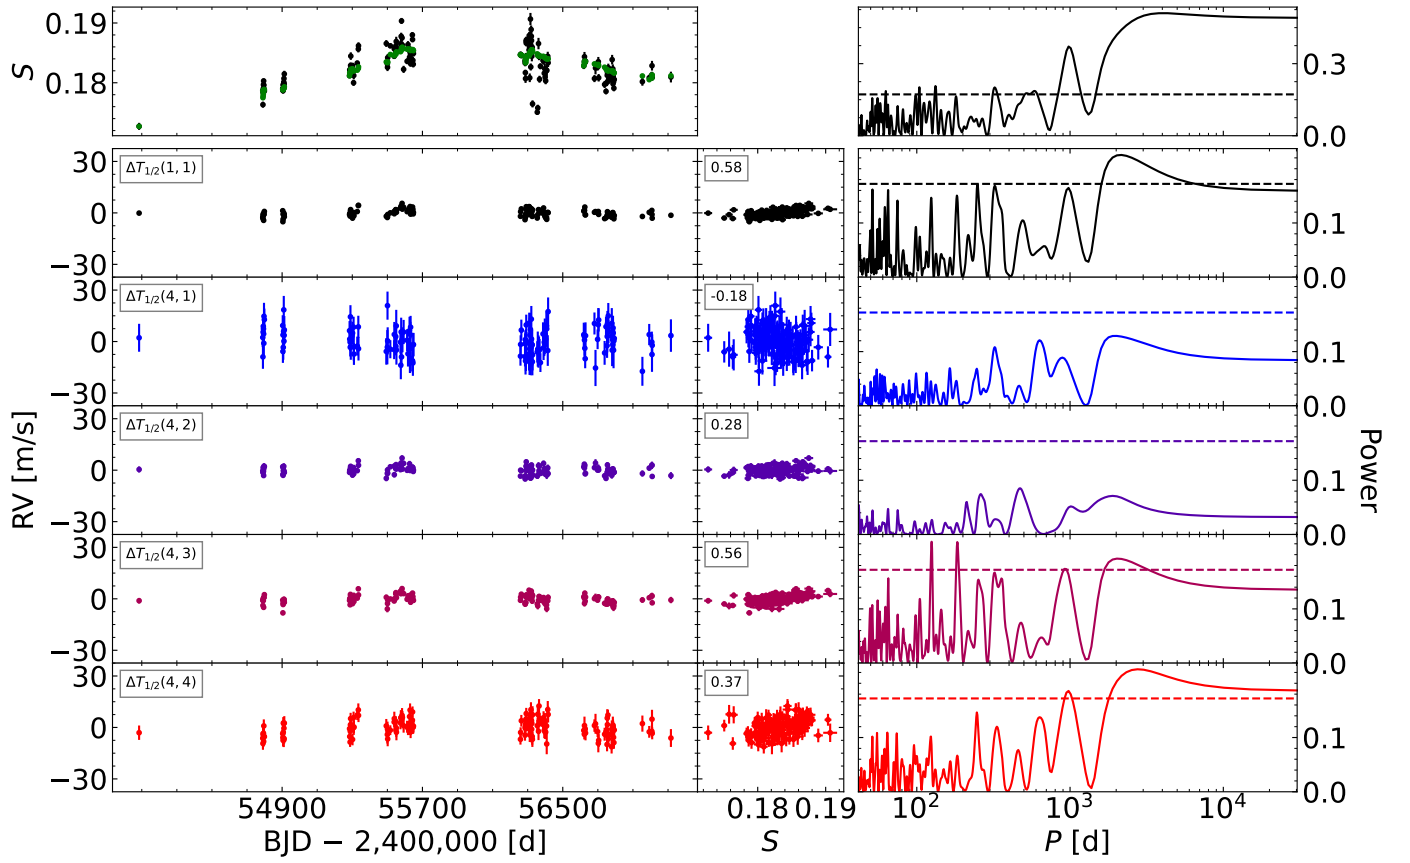 0.19
0.18
S
0.3
0.0
ΔT1/2(1, 1)
30
0
−30
0.58
0.1
0.0
ΔT1/2(4, 1)
30
0
−30
-0.18
0.1
0.0
ΔT1/2(4, 2)
30
0
−30
0.28
0.1
0.0
ΔT1/2(4, 3)
30
0
−30
0.56
0.1
0.0
ΔT1/2(4, 4)
30
0
−30
0.37
0.1
0.0
RV [m/s]
Power
54900 55700 56500
BJD − 2,400,000 [d]
0.18 0.19
S
10² 10³ 10⁴
P [d]